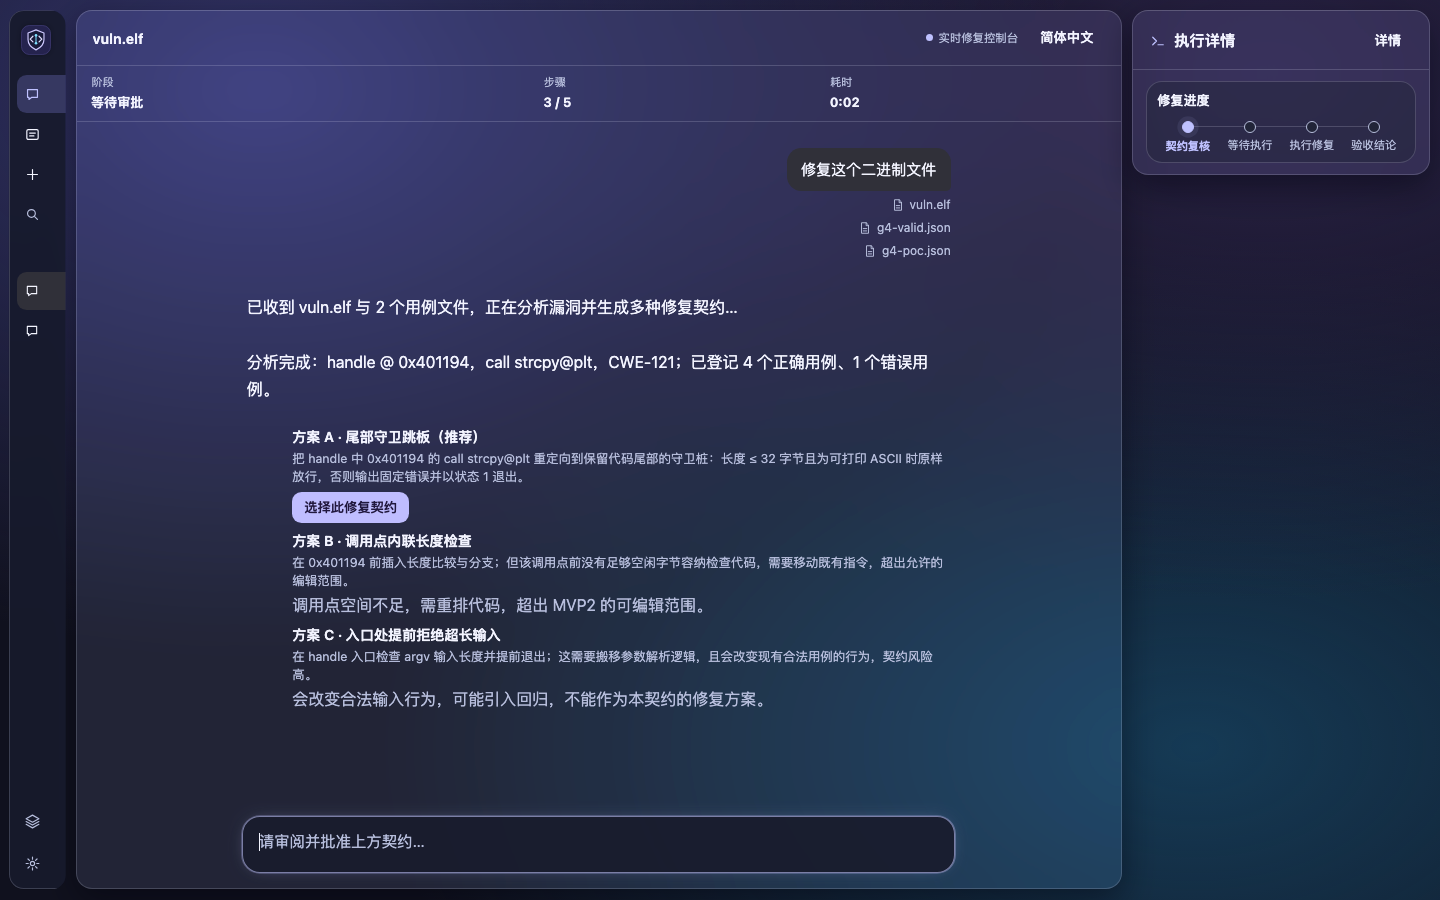 vuln.elf
实时修复控制台
简体中文
阶段
等待审批
步骤
3 / 5
耗时
0:02
修复这个二进制文件
vuln.elf
g4-valid.json
g4-poc.json
已收到 vuln.elf 与 2 个用例文件，正在分析漏洞并生成多种修复契约...
分析完成：handle @ 0x401194，call strcpy@plt，CWE-121；已登记 4 个正确用例、1 个错误用
例。
方案 A · 尾部守卫跳板（推荐）
把 handle 中 0x401194 的 call strcpy@plt 重定向到保留代码尾部的守卫桩：长度 ≤ 32 字节且为可打印 ASCII 时原样
放行，否则输出固定错误并以状态 1 退出。
选择此修复契约
方案 B · 调用点内联长度检查
在 0x401194 前插入长度比较与分支；但该调用点前没有足够空闲字节容纳检查代码，需要移动既有指令，超出允许的
编辑范围。
调用点空间不足，需重排代码，超出 MVP2 的可编辑范围。
方案 C · 入口处提前拒绝超长输入
在 handle 入口检查 argv 输入长度并提前退出；这需要搬移参数解析逻辑，且会改变现有合法用例的行为，契约风险
高。
会改变合法输入行为，可能引入回归，不能作为本契约的修复方案。
请审阅并批准上方契约...
执行详情
详情
修复进度
契约复核
等待执行
执行修复
验收结论